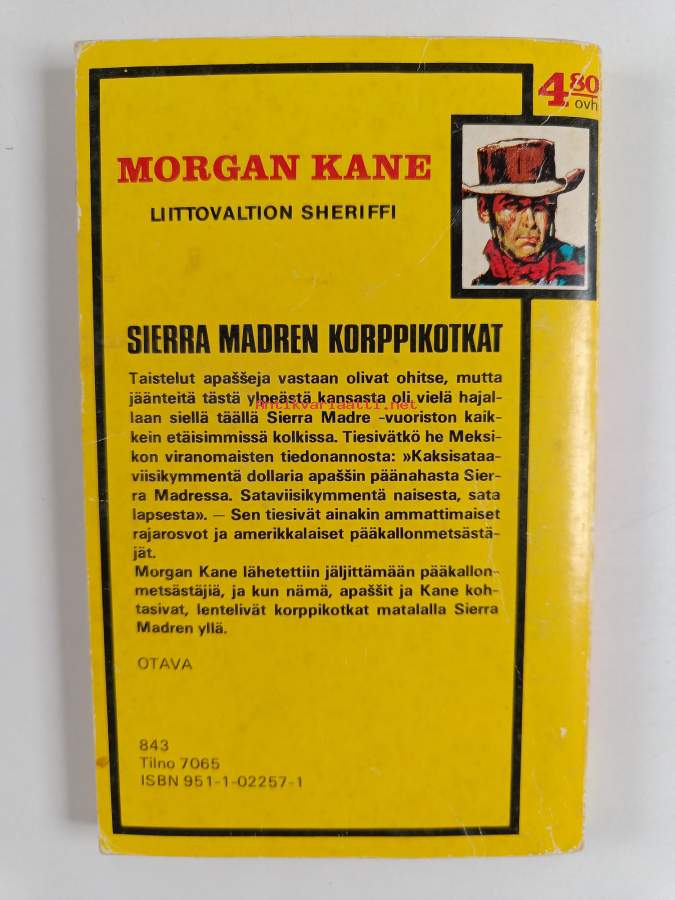 4 80
ovh
MORGAN KANE
LIITTOVALTION SHERIFFI
SIERRA MADREN KORPPIKOTKAT
Taistelut apaššeja vastaan olivat ohitse, mutta
jäänteitä tästä ylpeästä kansasta oli vielä hajal-
Antikvariaatti.net
laan siellä täällä Sierra Madre -vuoriston kaik-
kein etäisimmissä kolkissa. Tiesivätkö he Meksi-
kon viranomaisten tiedonannosta: »Kaksisataa-
viisikymmentä dollaria apaššin päänahasta Sier-
ra Madressa. Sataviisikymmentä naisesta, sata
lapsesta». — Sen tiesivät ainakin ammattimaiset
rajarosvot ja amerikkalaiset pääkallonmetsästä-
jät.
Morgan Kane lähetettiin jäljittämään pääkallon-
metsästäjiä, ja kun nämä, apaššit ja Kane koh-
tasivat, lentelivät korppikotkat matalalla Sierra
Madren yllä.
OTAVA
843
Tilno 7065
ISBN 951-1-02257-1